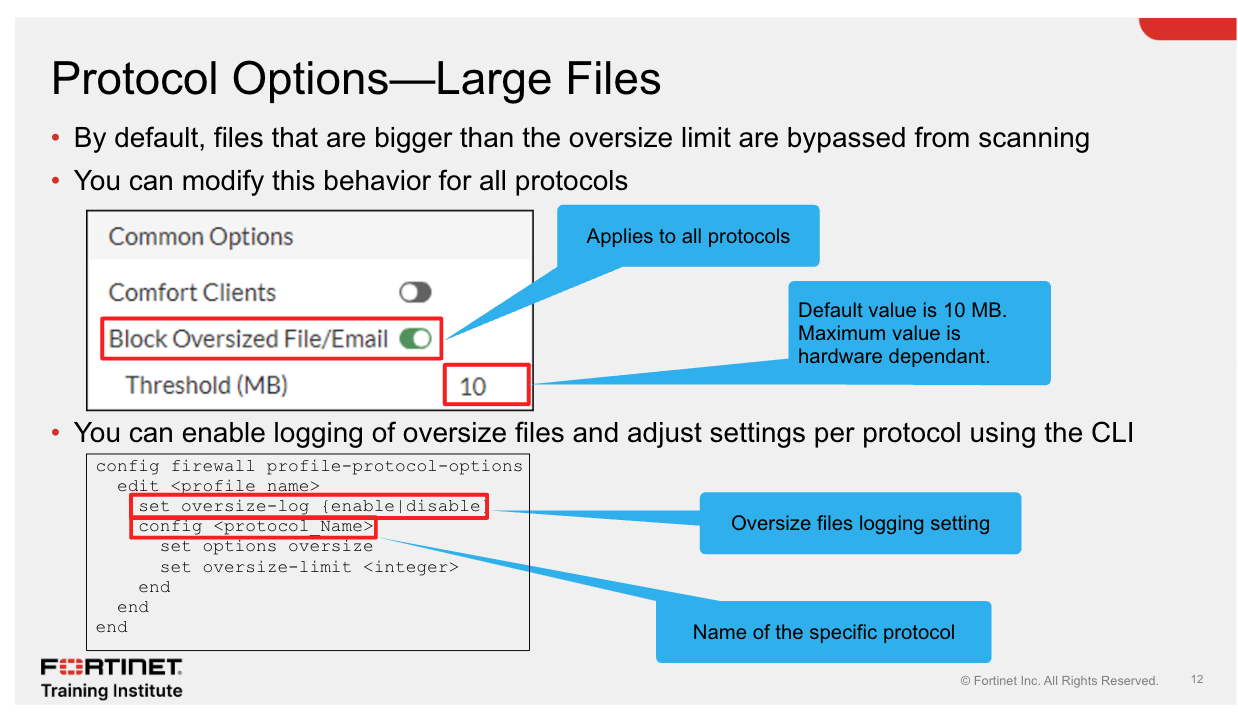 Protocol Options—Large Files
• By default, files that are bigger than the oversize limit are bypassed from scanning
• You can modify this behavior for all protocols
Common Options
Comfort Clients
Block Oversized File/Email
Threshold (MB) 10
Applies to all protocols
Default value is 10 MB.
Maximum value is
hardware dependant.
• You can enable logging of oversize files and adjust settings per protocol using the CLI
config firewall profile-protocol-options
edit <profile name>
set oversize-log {enable|disable}
config <protocol_Name>
set options oversize
set oversize-limit <integer>
end
end
end
Oversize files logging setting
Name of the specific protocol
FORTINET
Training Institute
© Fortinet Inc. All Rights Reserved. 12